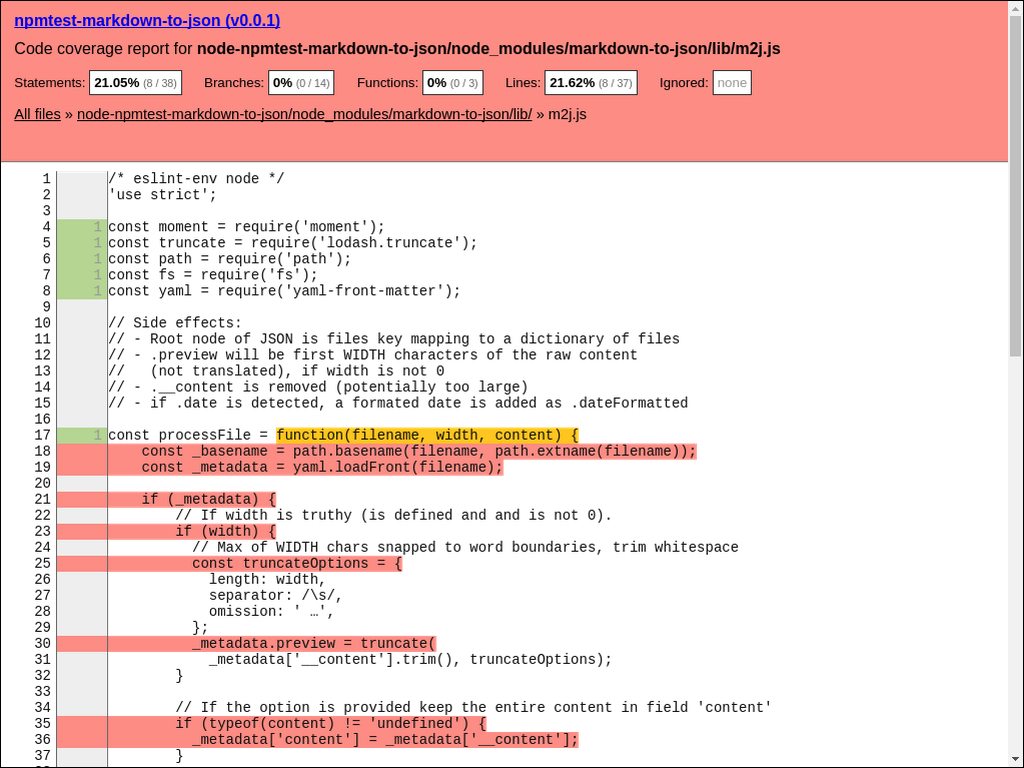 npmtest-markdown-to-json (v0.0.1)
Code coverage report for node-npmtest-markdown-to-json/node_modules/markdown-to-json/lib/m2j.js
Statements: 21.05% (8 / 38) Branches: 0% (0 / 14) Functions: 0% (0 / 3) Lines: 21.62% (8 / 37) Ignored: none
All files » node-npmtest-markdown-to-json/node_modules/markdown-to-json/lib/ » m2j.js
1 /* eslint-env node */
2 'use strict';
3
4 1 const moment = require('moment');
5 1 const truncate = require('lodash.truncate');
6 1 const path = require('path');
7 1 const fs = require('fs');
8 1 const yaml = require('yaml-front-matter');
9
10 // Side effects:
11 // - Root node of JSON is files key mapping to a dictionary of files
12 // - .preview will be first WIDTH characters of the raw content
13 //   (not translated), if width is not 0
14 // - .__content is removed (potentially too large)
15 // - if .date is detected, a formated date is added as .dateFormatted
16
17 1 const processFile = function(filename, width, content) {
18     const _basename = path.basename(filename, path.extname(filename));
19     const _metadata = yaml.loadFront(filename);
20
21     if (_metadata) {
22         // If width is truthy (is defined and and is not 0).
23         if (width) {
24           // Max of WIDTH chars snapped to word boundaries, trim whitespace
25           const truncateOptions = {
26             length: width,
27             separator: /\s/,
28             omission: ' …',
29           };
30           _metadata.preview = truncate(
31             _metadata['__content'].trim(), truncateOptions);
32         }
33
34         // If the option is provided keep the entire content in field 'content'
35         if (typeof(content) != 'undefined') {
36           _metadata['content'] = _metadata['__content'];
37         }